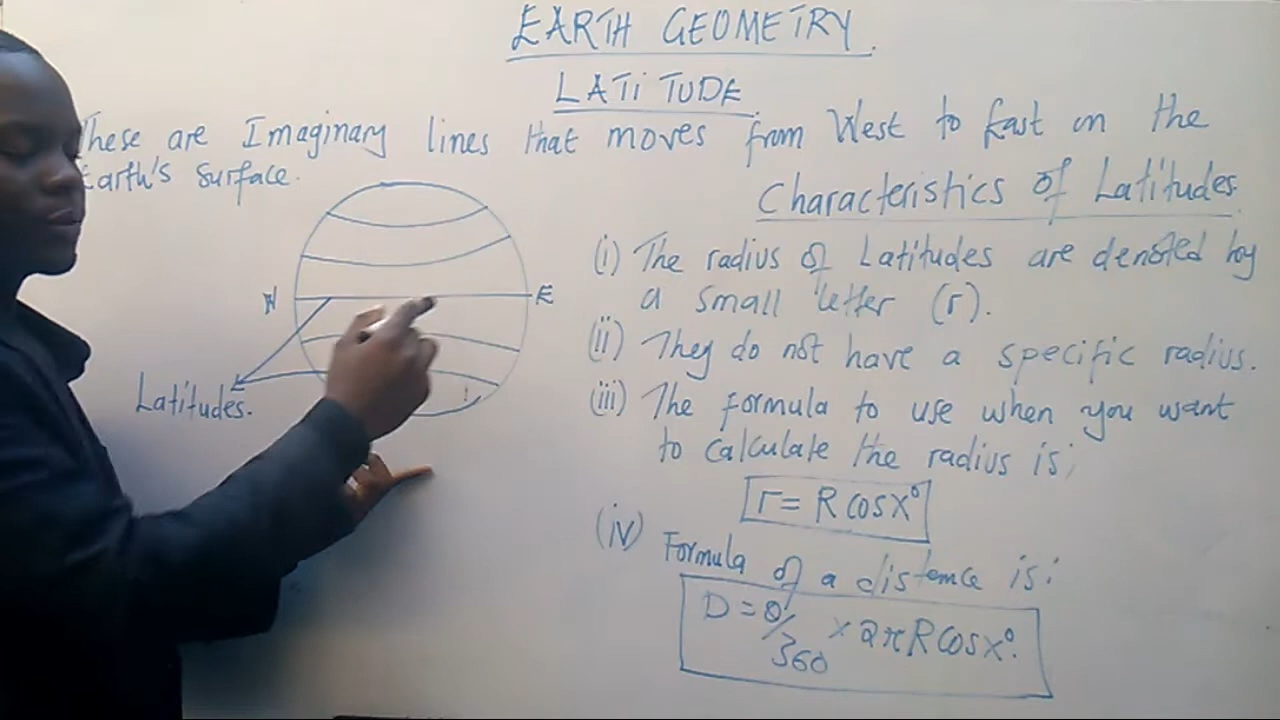 EARTH GEOMETRY.
LATiTUDE
These are Imaginary lines that moves from West to East on the
Earth's Surface.
Characteristics of Latitudes.
W
E
Latitudes.
(i) The radius of Latitudes are denoted by
a small letter (r).
(ii) They do not have a specific radius.
(iii) The formula to use when you want
to calculate the radius is;
r = R cos x°
(iv) Formula of a distance is:
D = θ/360 × 2πR cos x°.